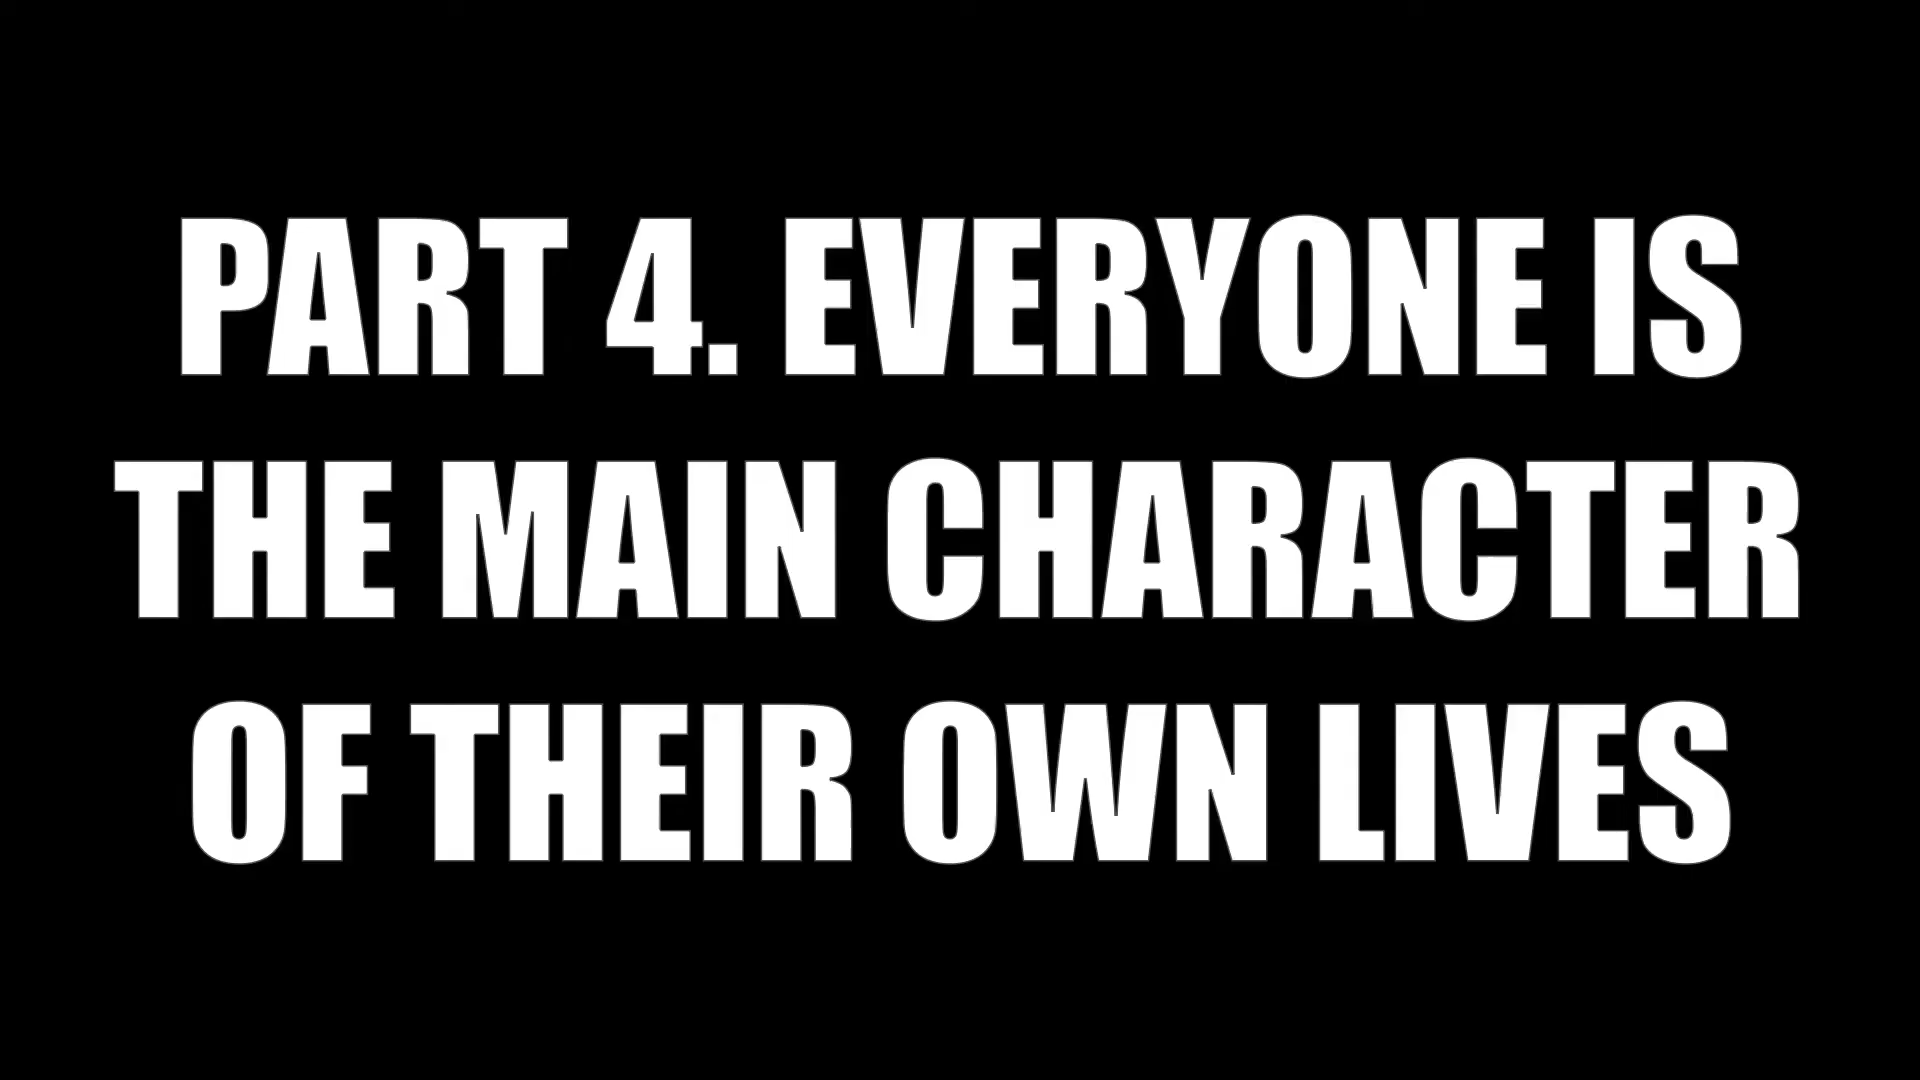 PART 4. EVERYONE IS
THE MAIN CHARACTER
OF THEIR OWN LIVES